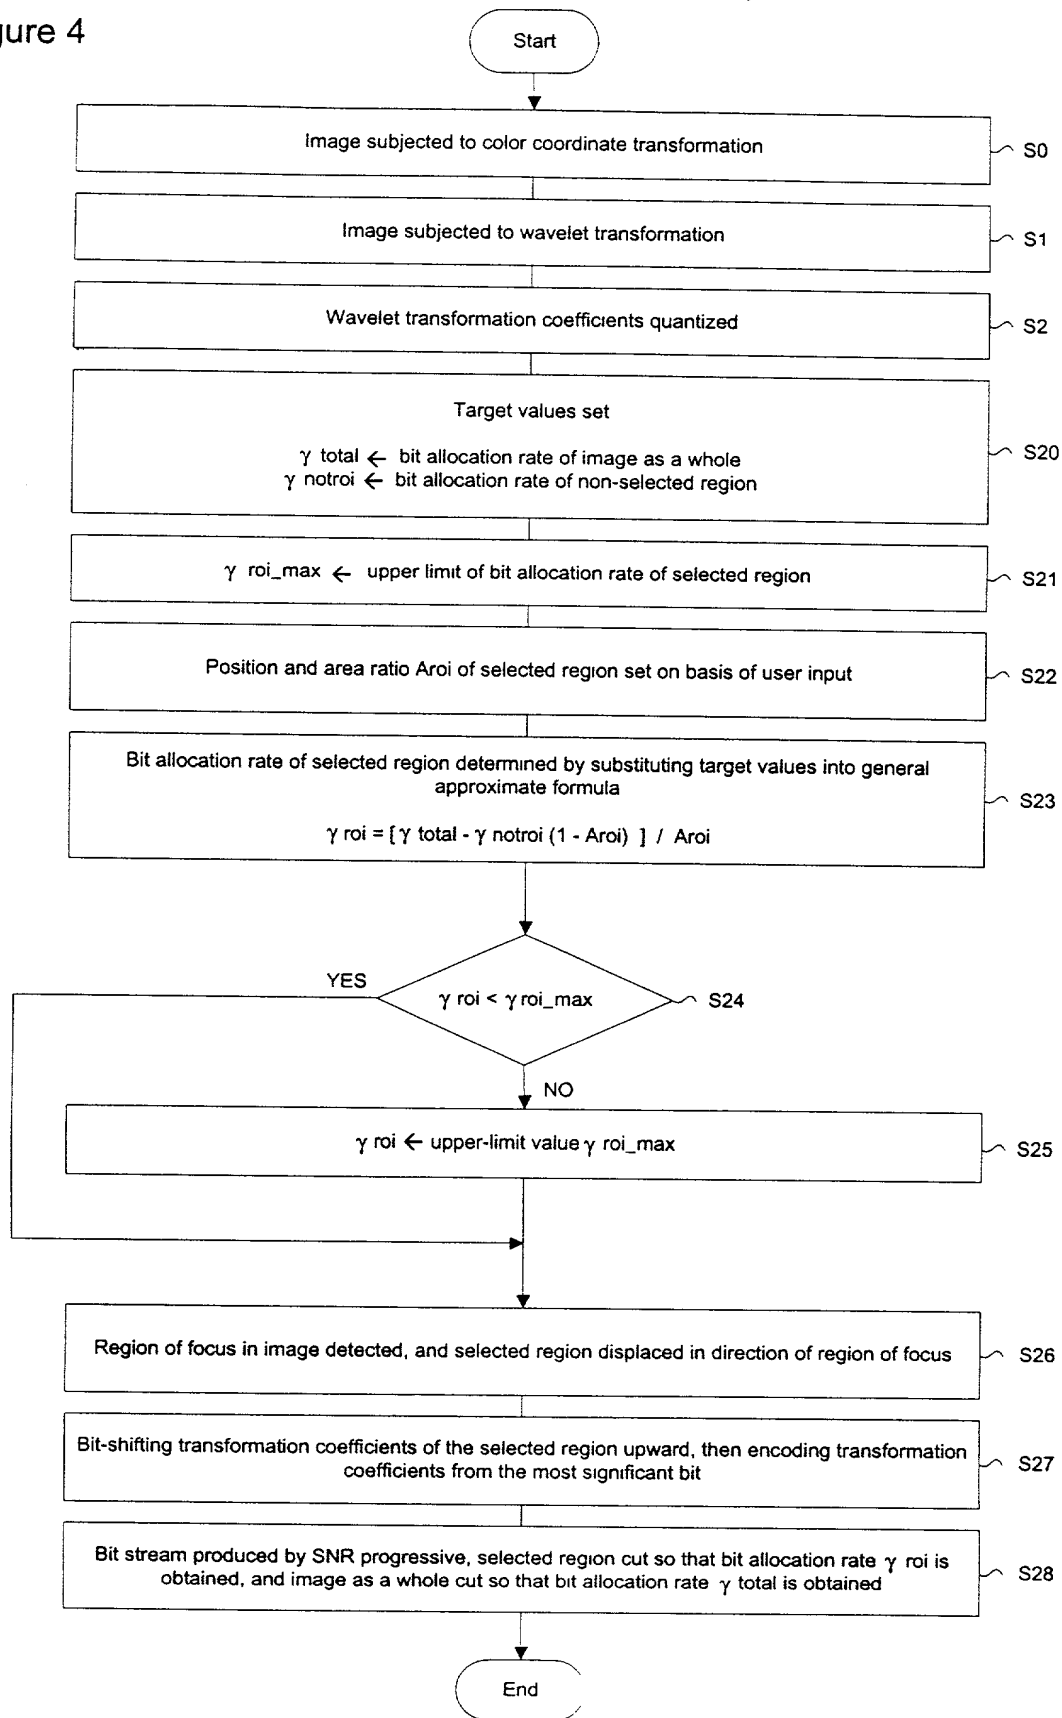 gure 4
Start
Image subjected to color coordinate transformation
S0
Image subjected to wavelet transformation
S1
Wavelet transformation coefficients quantized
S2
Target values set
γ total ← bit allocation rate of image as a whole
γ notroi ← bit allocation rate of non-selected region
S20
γ roi_max ← upper limit of bit allocation rate of selected region
S21
Position and area ratio Aroi of selected region set on basis of user input
S22
Bit allocation rate of selected region determined by substituting target values into general
approximate formula
γ roi = [ γ total - γ notroi (1 - Aroi) ] / Aroi
S23
YES
γ roi < γ roi_max
S24
NO
γ roi ← upper-limit value γ roi_max
S25
Region of focus in image detected, and selected region displaced in direction of region of focus
S26
Bit-shifting transformation coefficients of the selected region upward, then encoding transformation
coefficients from the most significant bit
S27
Bit stream produced by SNR progressive, selected region cut so that bit allocation rate γ roi is
obtained, and image as a whole cut so that bit allocation rate γ total is obtained
S28
End